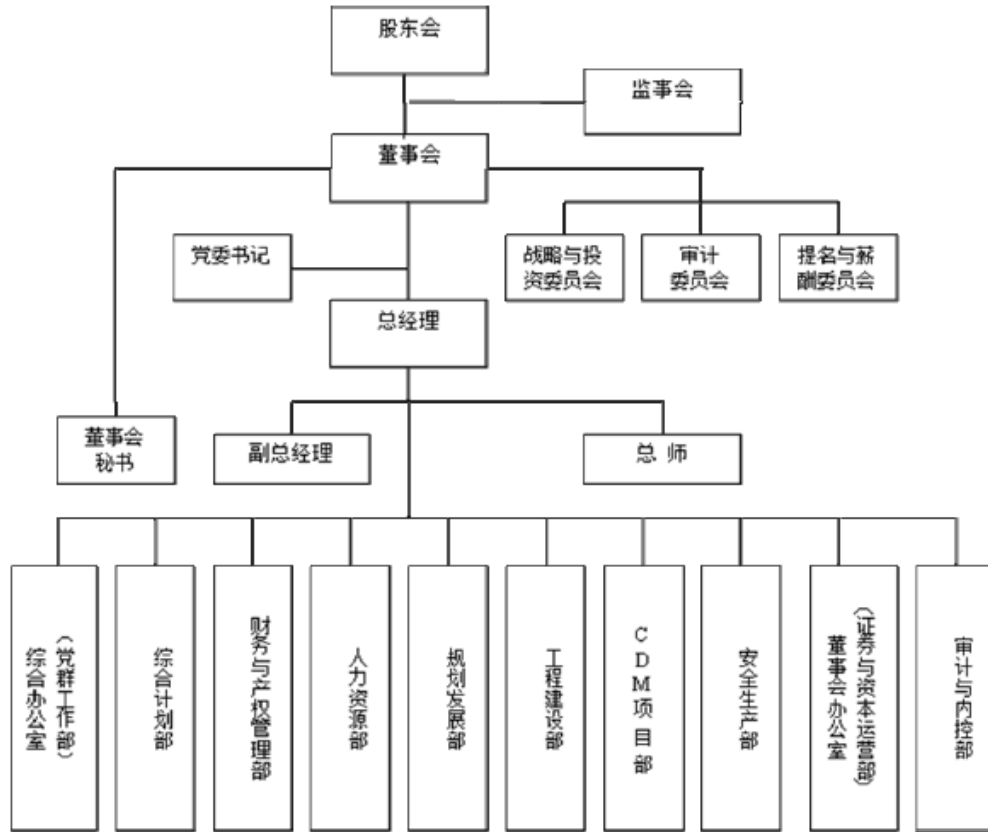 股东会
监事会
董事会
党委书记
战略与投
资委员会
审计
委员会
提名与薪
酬委员会
总经理
董事会
秘书
副总经理
总 师
综合办公室
（党群工作部）
综合计划部
财务与产权管理部
人力资源部
规划发展部
工程建设部
CDM项目部
安全生产部
董事会办公室
（证券与资本运营部）
审计与内控部